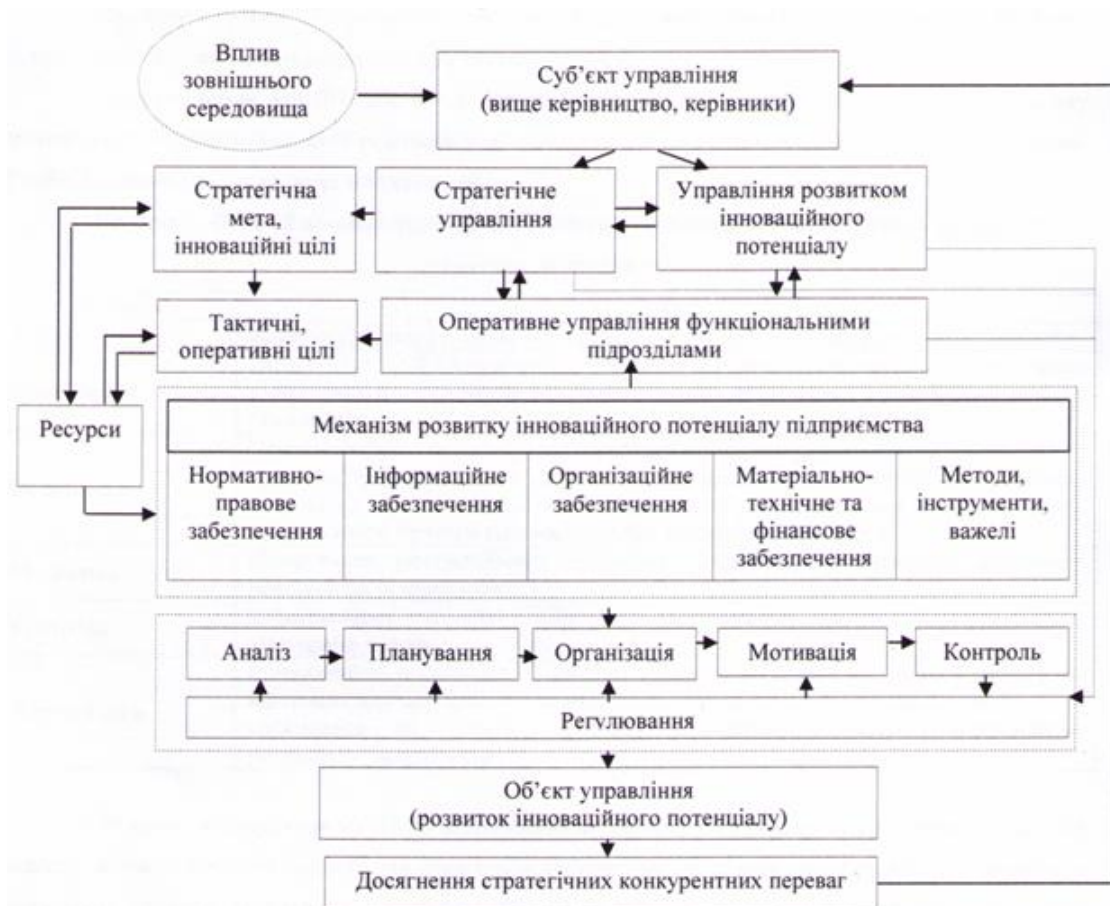 Вплив
зовнішнього
середовища
Суб’єкт управління
(вище керівництво, керівники)
Стратегічна
мета,
інноваційні цілі
Стратегічне
управління
Управління розвитком
інноваційного
потенціалу
Тактичні,
оперативні цілі
Оперативне управління функціональними
підрозділами
Ресурси
Механізм розвитку інноваційного потенціалу підприємства
Нормативно-
правове
забезпечення
Інформаційне
забезпечення
Організаційне
забезпечення
Матеріально-
технічне та
фінансове
забезпечення
Методи,
інструменти,
важелі
Аналіз
Планування
Організація
Мотивація
Контроль
Регулювання
Об’єкт управління
(розвиток інноваційного потенціалу)
Досягнення стратегічних конкурентних переваг